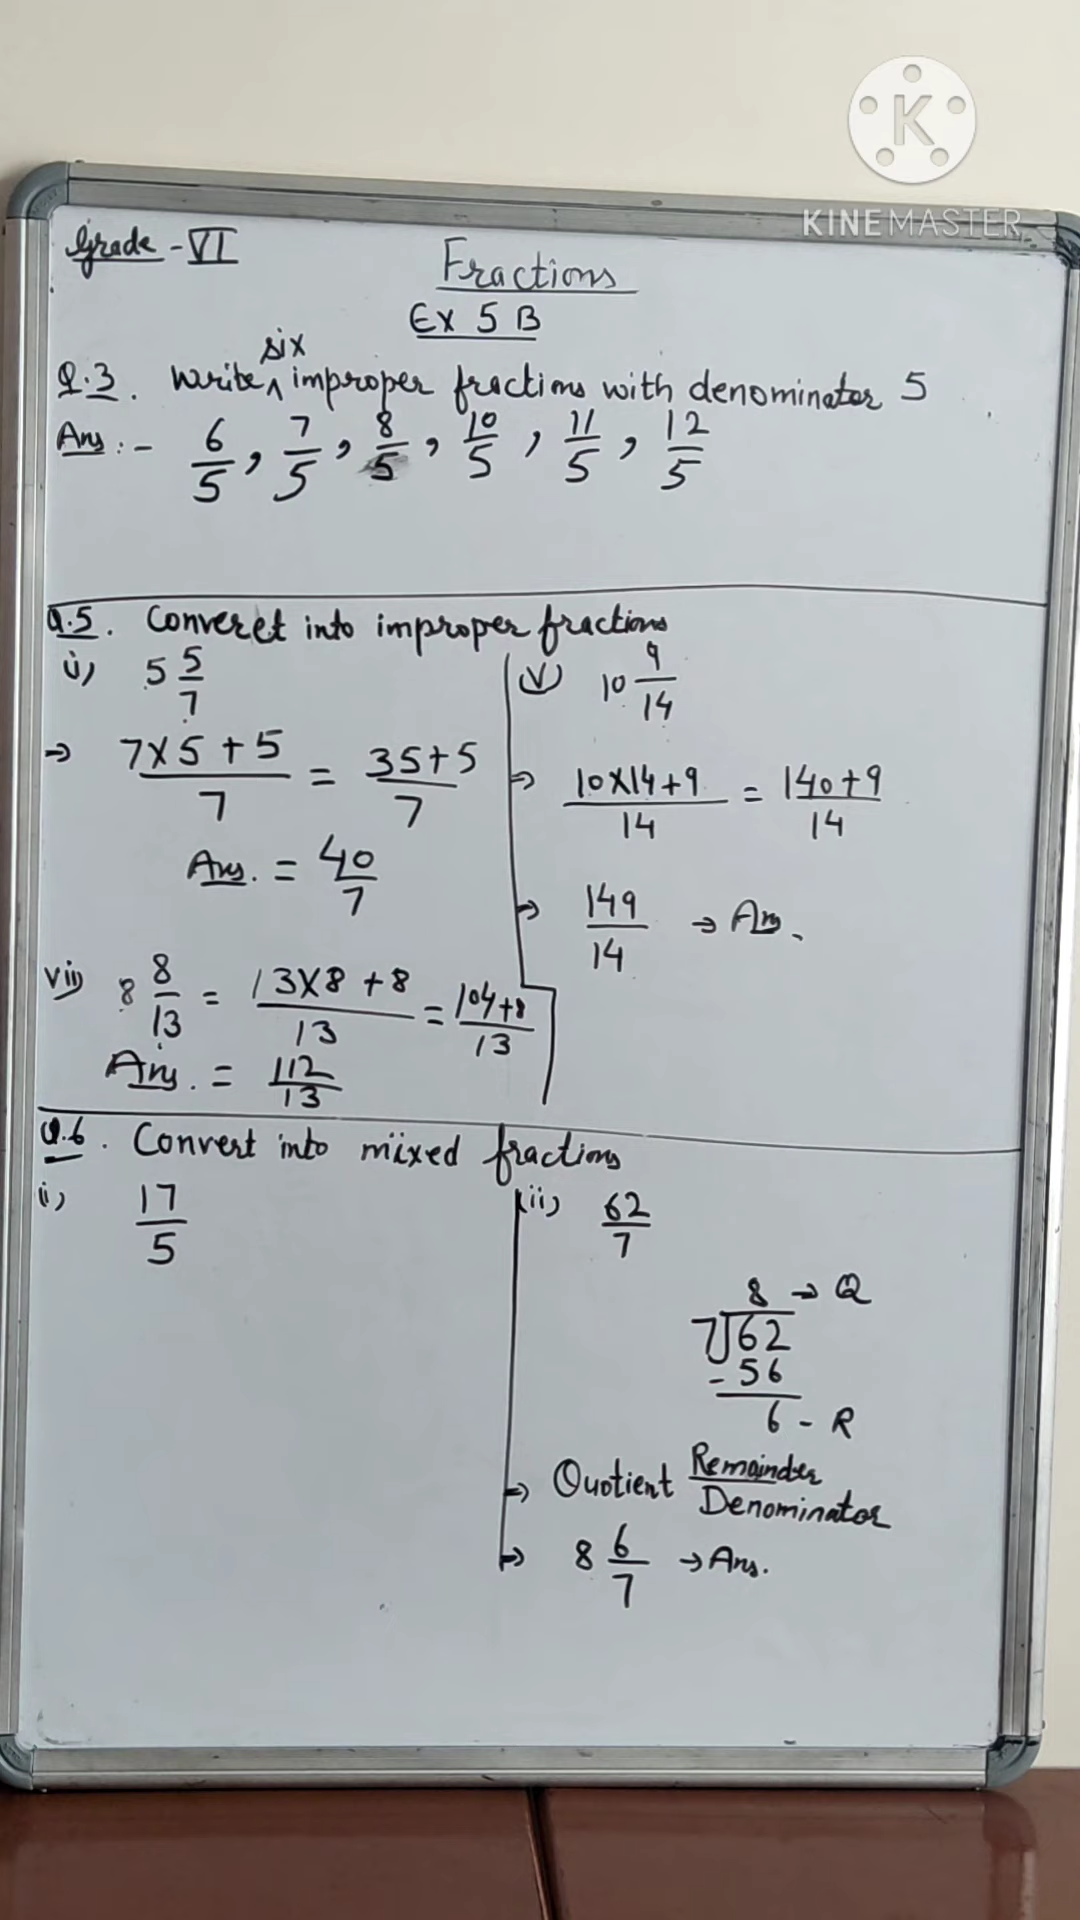 K
KINEMASTER
Grade - VI
Fractions
Ex 5 B
Q.3. Write ^six improper fractions with denominator 5
Ans:- 6/5, 7/5, 8/5, 10/5, 11/5, 12/5
Q.5. Converet into improper fractions
i) 5 5/7
⇒ 7×5+5/7 = 35+5/7
Ans. = 40/7
vii) 8 8/13 = 13×8+8/13 = 104+8/13
Ans. = 112/13
v) 10 9/14
⇒ 10×14+9/14 = 140+9/14
⇒ 149/14 → Ans.
Q.6. Convert into miixed fractions
i) 17/5
ii) 62/7
8 → Q
7)62
-56
6 - R
⇒ Quotient Remainder/Denominator
⇒ 8 6/7 → Ans.